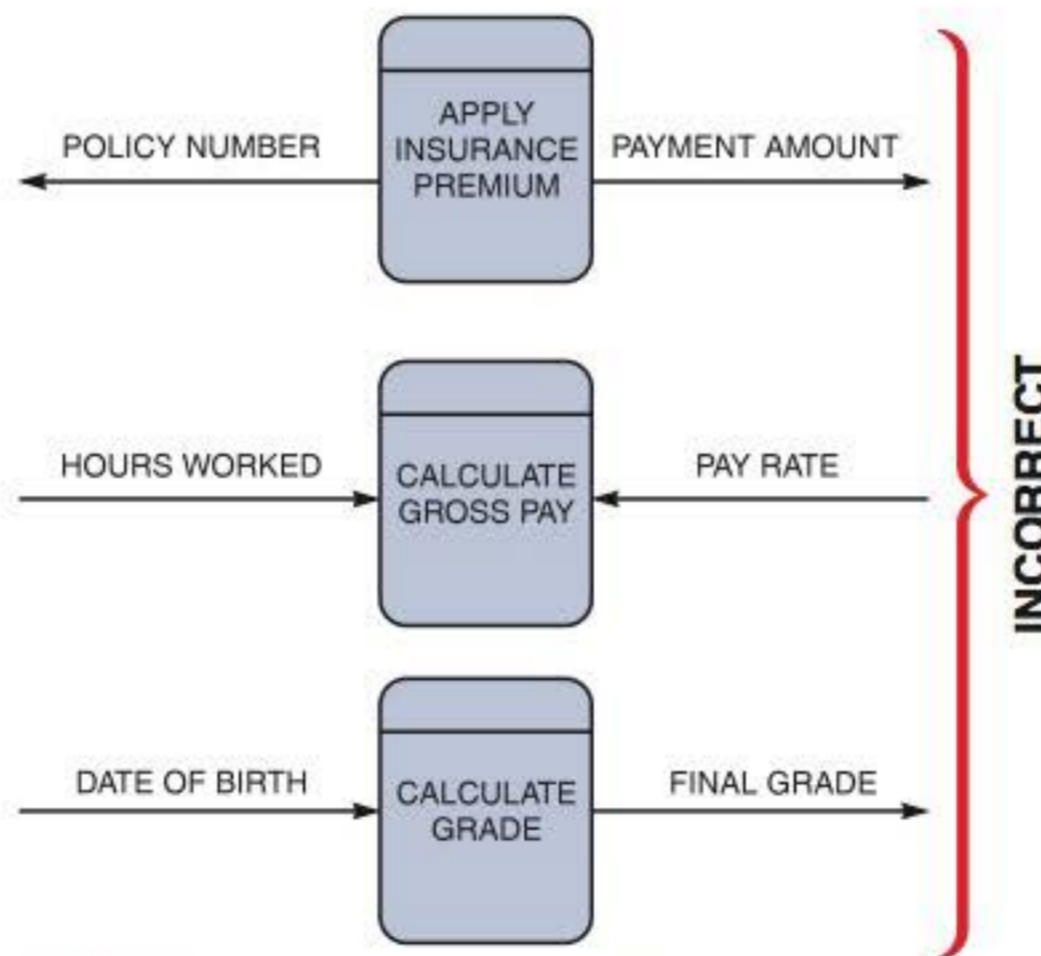 POLICY NUMBER
APPLY
INSURANCE
PREMIUM
PAYMENT AMOUNT
HOURS WORKED
CALCULATE
GROSS PAY
PAY RATE
DATE OF BIRTH
CALCULATE
GRADE
FINAL GRADE
INCORRECT